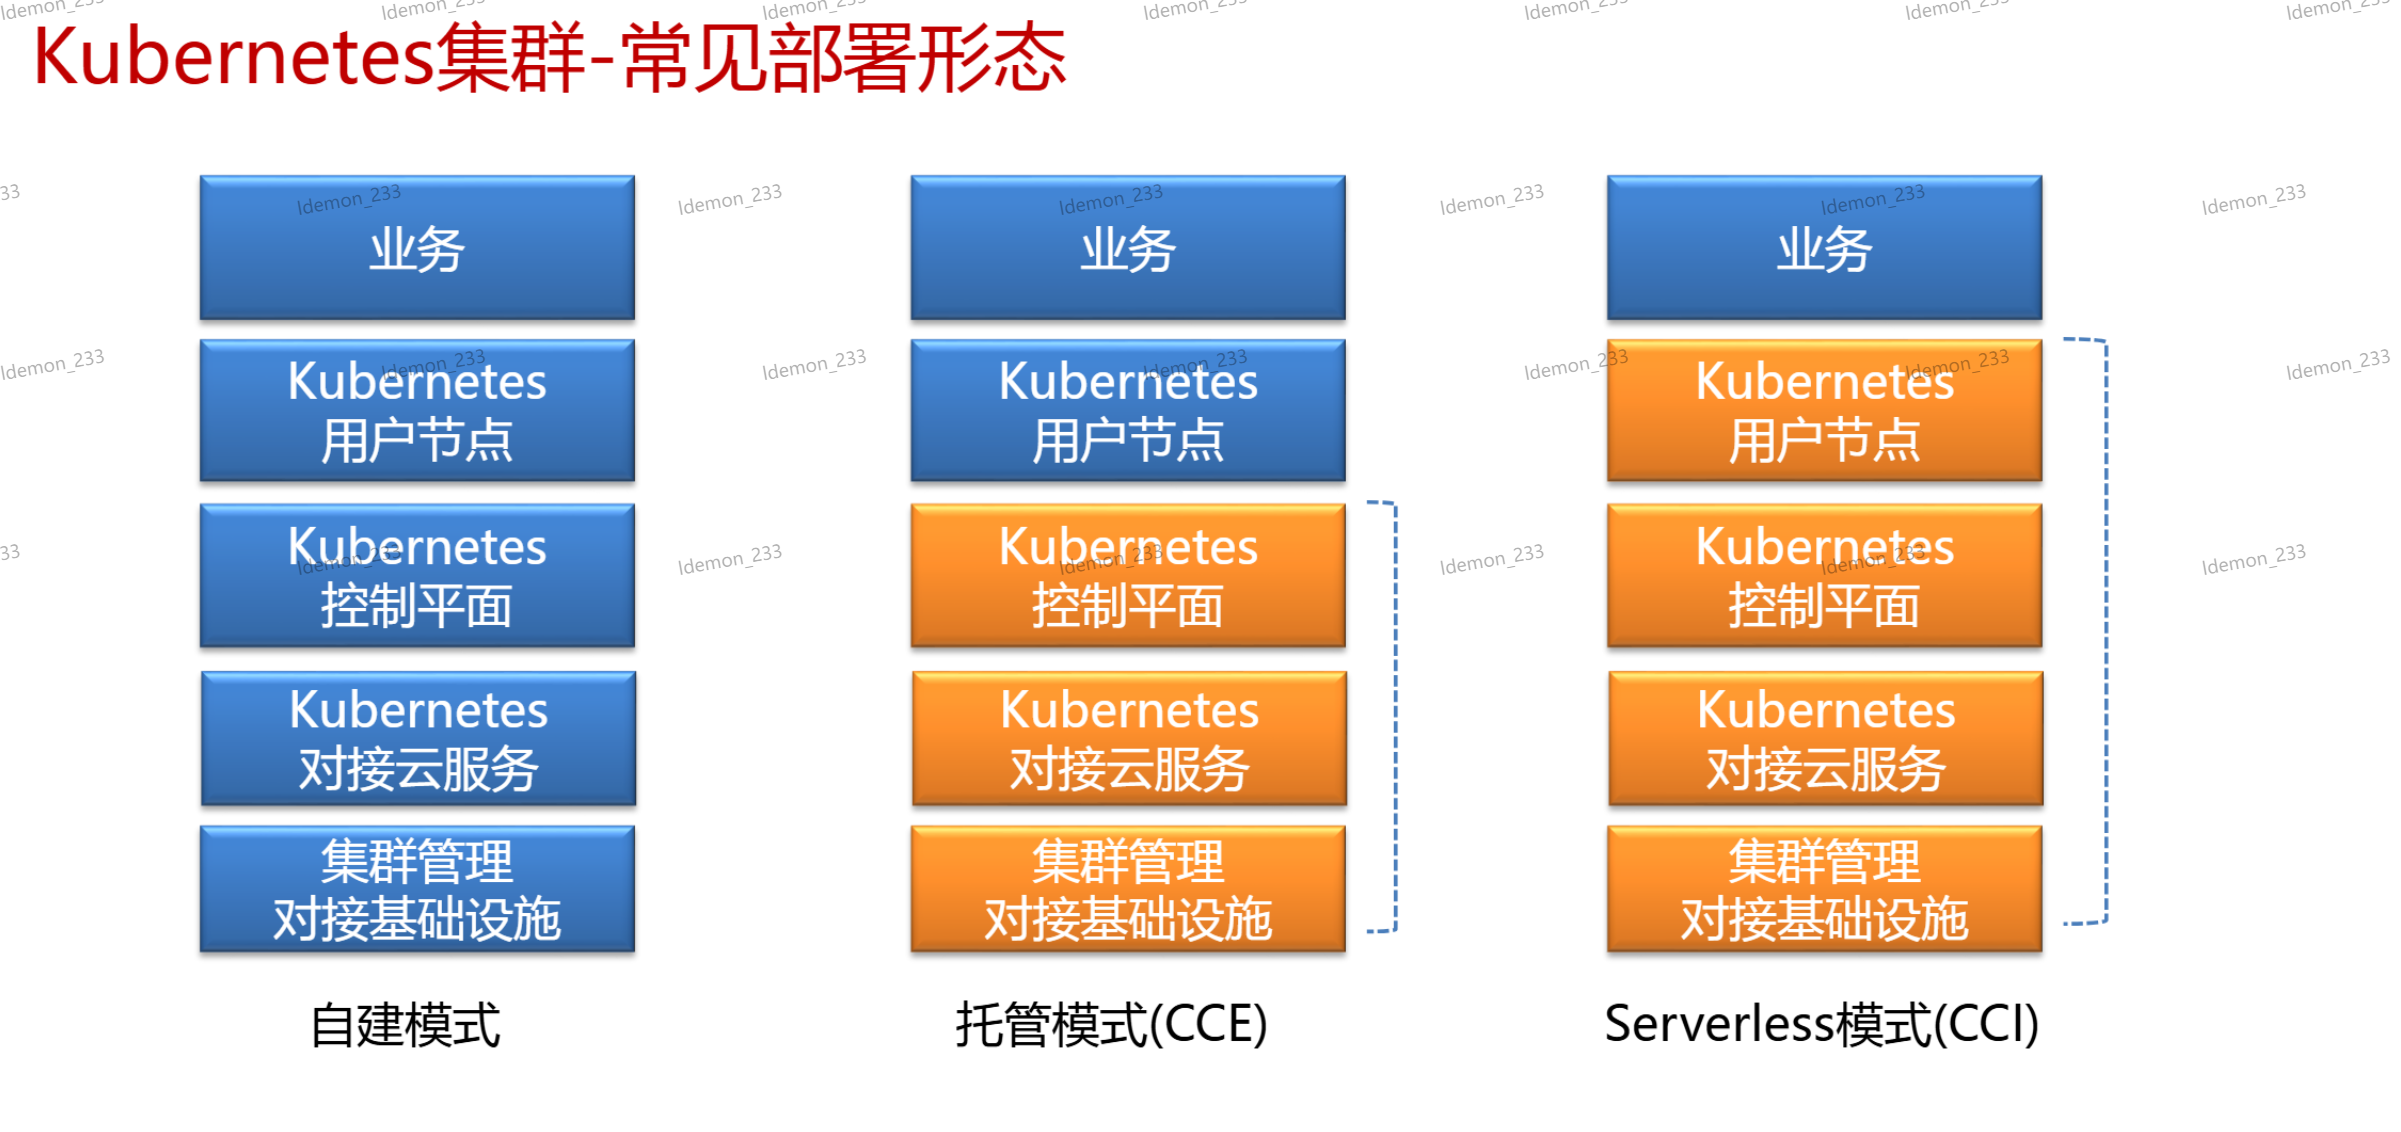 Kubernetes集群-常见部署形态
业务
Kubernetes
用户节点
Kubernetes
控制平面
Kubernetes
对接云服务
集群管理
对接基础设施
自建模式
业务
Kubernetes
用户节点
Kubernetes
控制平面
Kubernetes
对接云服务
集群管理
对接基础设施
托管模式(CCE)
业务
Kubernetes
用户节点
Kubernetes
控制平面
Kubernetes
对接云服务
集群管理
对接基础设施
Serverless模式(CCI)
ldemon_233